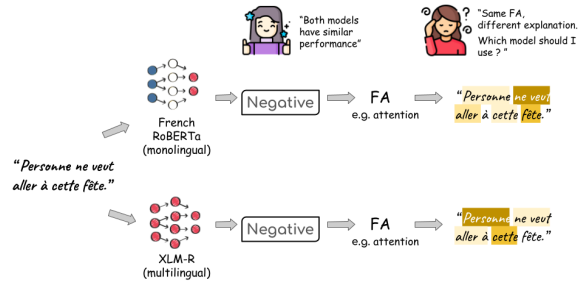 “Both models
have similar
performance”
“Same FA,
different explanation.
Which model should I
use ? ”
French
RoBERTa
(monolingual)
Negative
FA
e.g. attention
“Personne ne veut
aller à cette fête.”
“Personne ne veut
aller à cette fête.”
XLM-R
(multilingual)
Negative
FA
e.g. attention
“Personne ne veut
aller à cette fête.”